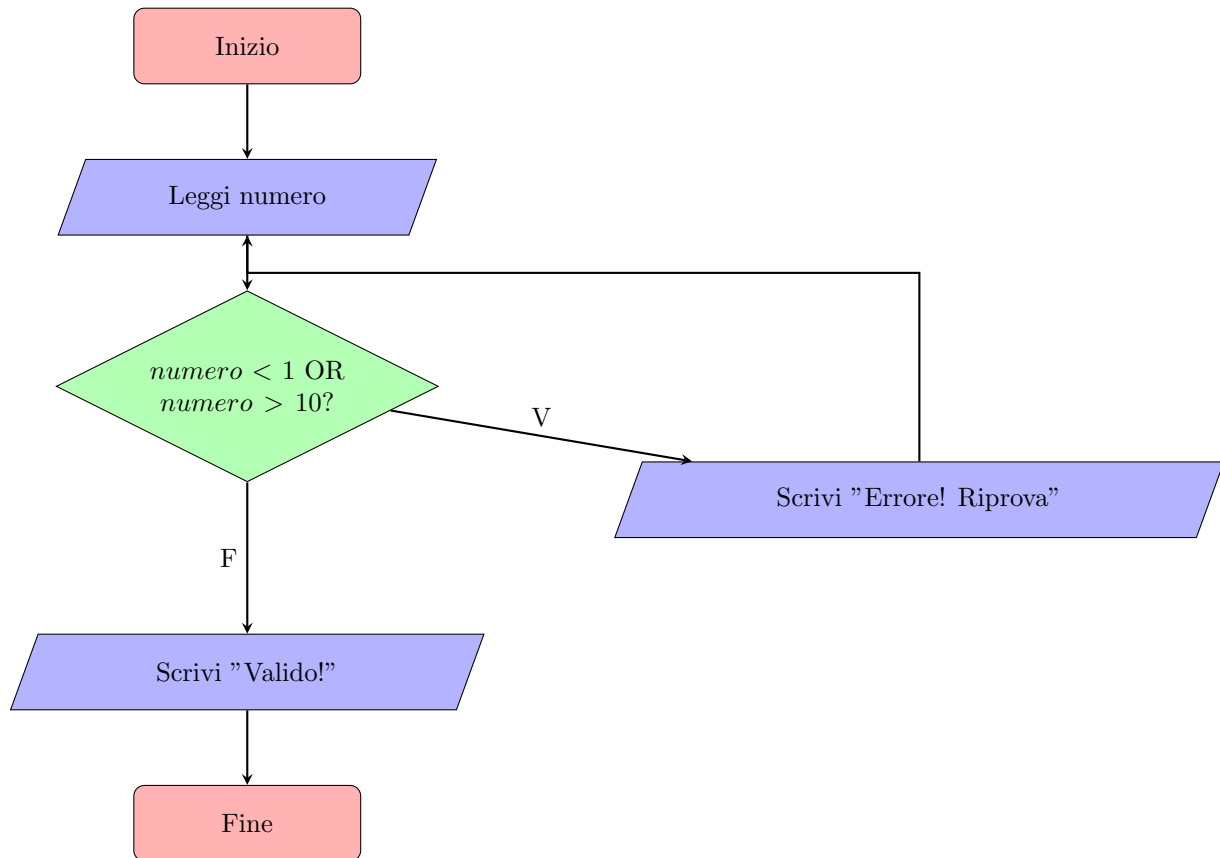 Inizio
Leggi numero
numero < 1 OR
numero > 10?
V
Scrivi ”Errore! Riprova”
F
Scrivi ”Valido!”
Fine